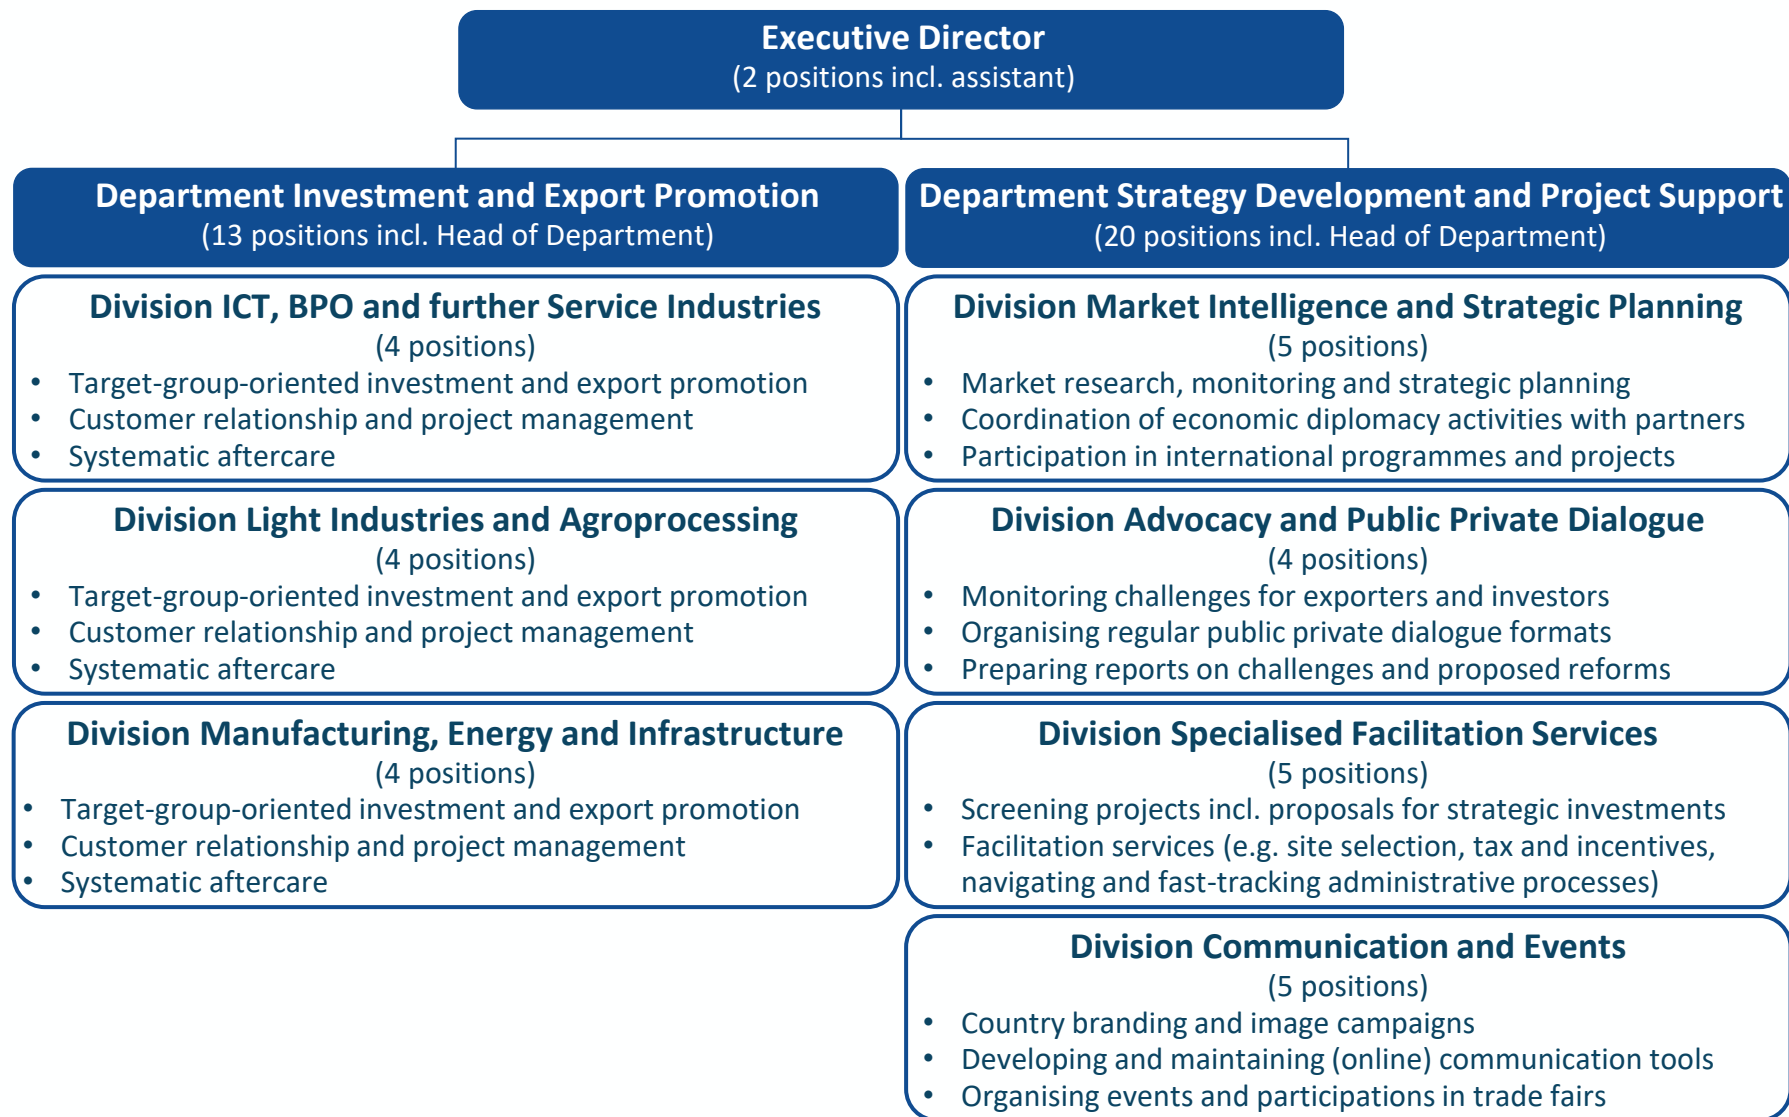 Executive Director
(2 positions incl. assistant)
Department Investment and Export Promotion
(13 positions incl. Head of Department)
Division ICT, BPO and further Service Industries
(4 positions)
• Target-group-oriented investment and export promotion
• Customer relationship and project management
• Systematic aftercare
Division Light Industries and Agroprocessing
(4 positions)
• Target-group-oriented investment and export promotion
• Customer relationship and project management
• Systematic aftercare
Division Manufacturing, Energy and Infrastructure
(4 positions)
• Target-group-oriented investment and export promotion
• Customer relationship and project management
• Systematic aftercare
Department Strategy Development and Project Support
(20 positions incl. Head of Department)
Division Market Intelligence and Strategic Planning
(5 positions)
• Market research, monitoring and strategic planning
• Coordination of economic diplomacy activities with partners
• Participation in international programmes and projects
Division Advocacy and Public Private Dialogue
(4 positions)
• Monitoring challenges for exporters and investors
• Organising regular public private dialogue formats
• Preparing reports on challenges and proposed reforms
Division Specialised Facilitation Services
(5 positions)
• Screening projects incl. proposals for strategic investments
• Facilitation services (e.g. site selection, tax and incentives,
navigating and fast-tracking administrative processes)
Division Communication and Events
(5 positions)
• Country branding and image campaigns
• Developing and maintaining (online) communication tools
• Organising events and participations in trade fairs